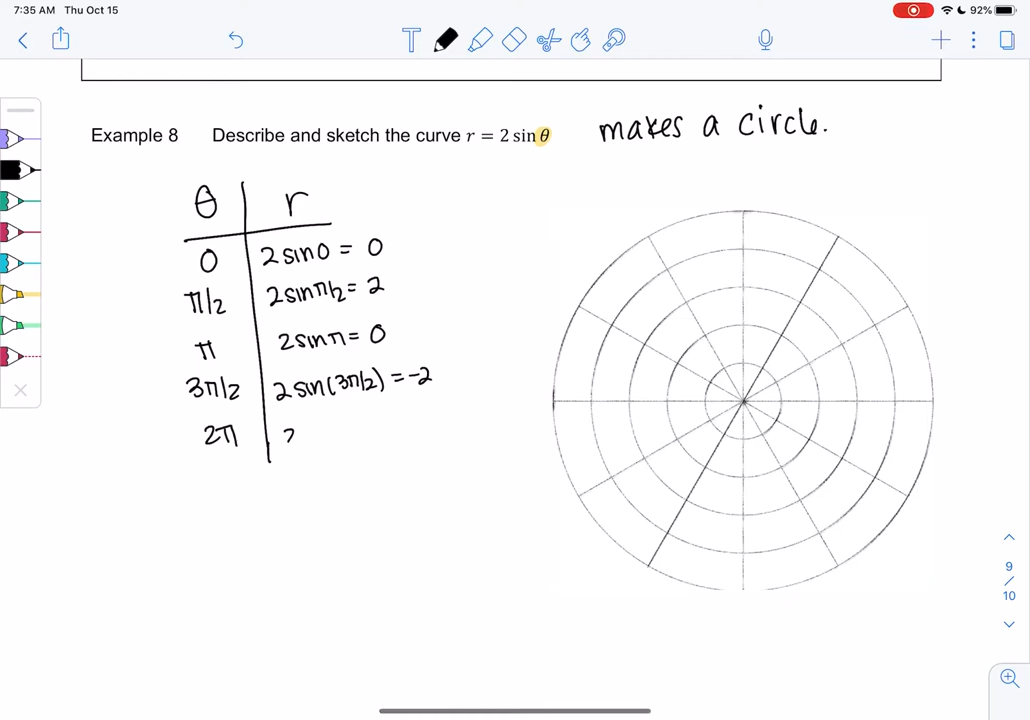 7:35 AM Thu Oct 15
92%
T
Example 8 Describe and sketch the curve r = 2 sin θ
makes a circle.
θ r
0 2 sin 0 = 0
π/2 2 sin π/2 = 2
π 2 sin π = 0
3π/2 2 sin(3π/2) = -2
2π 2
9
/
10